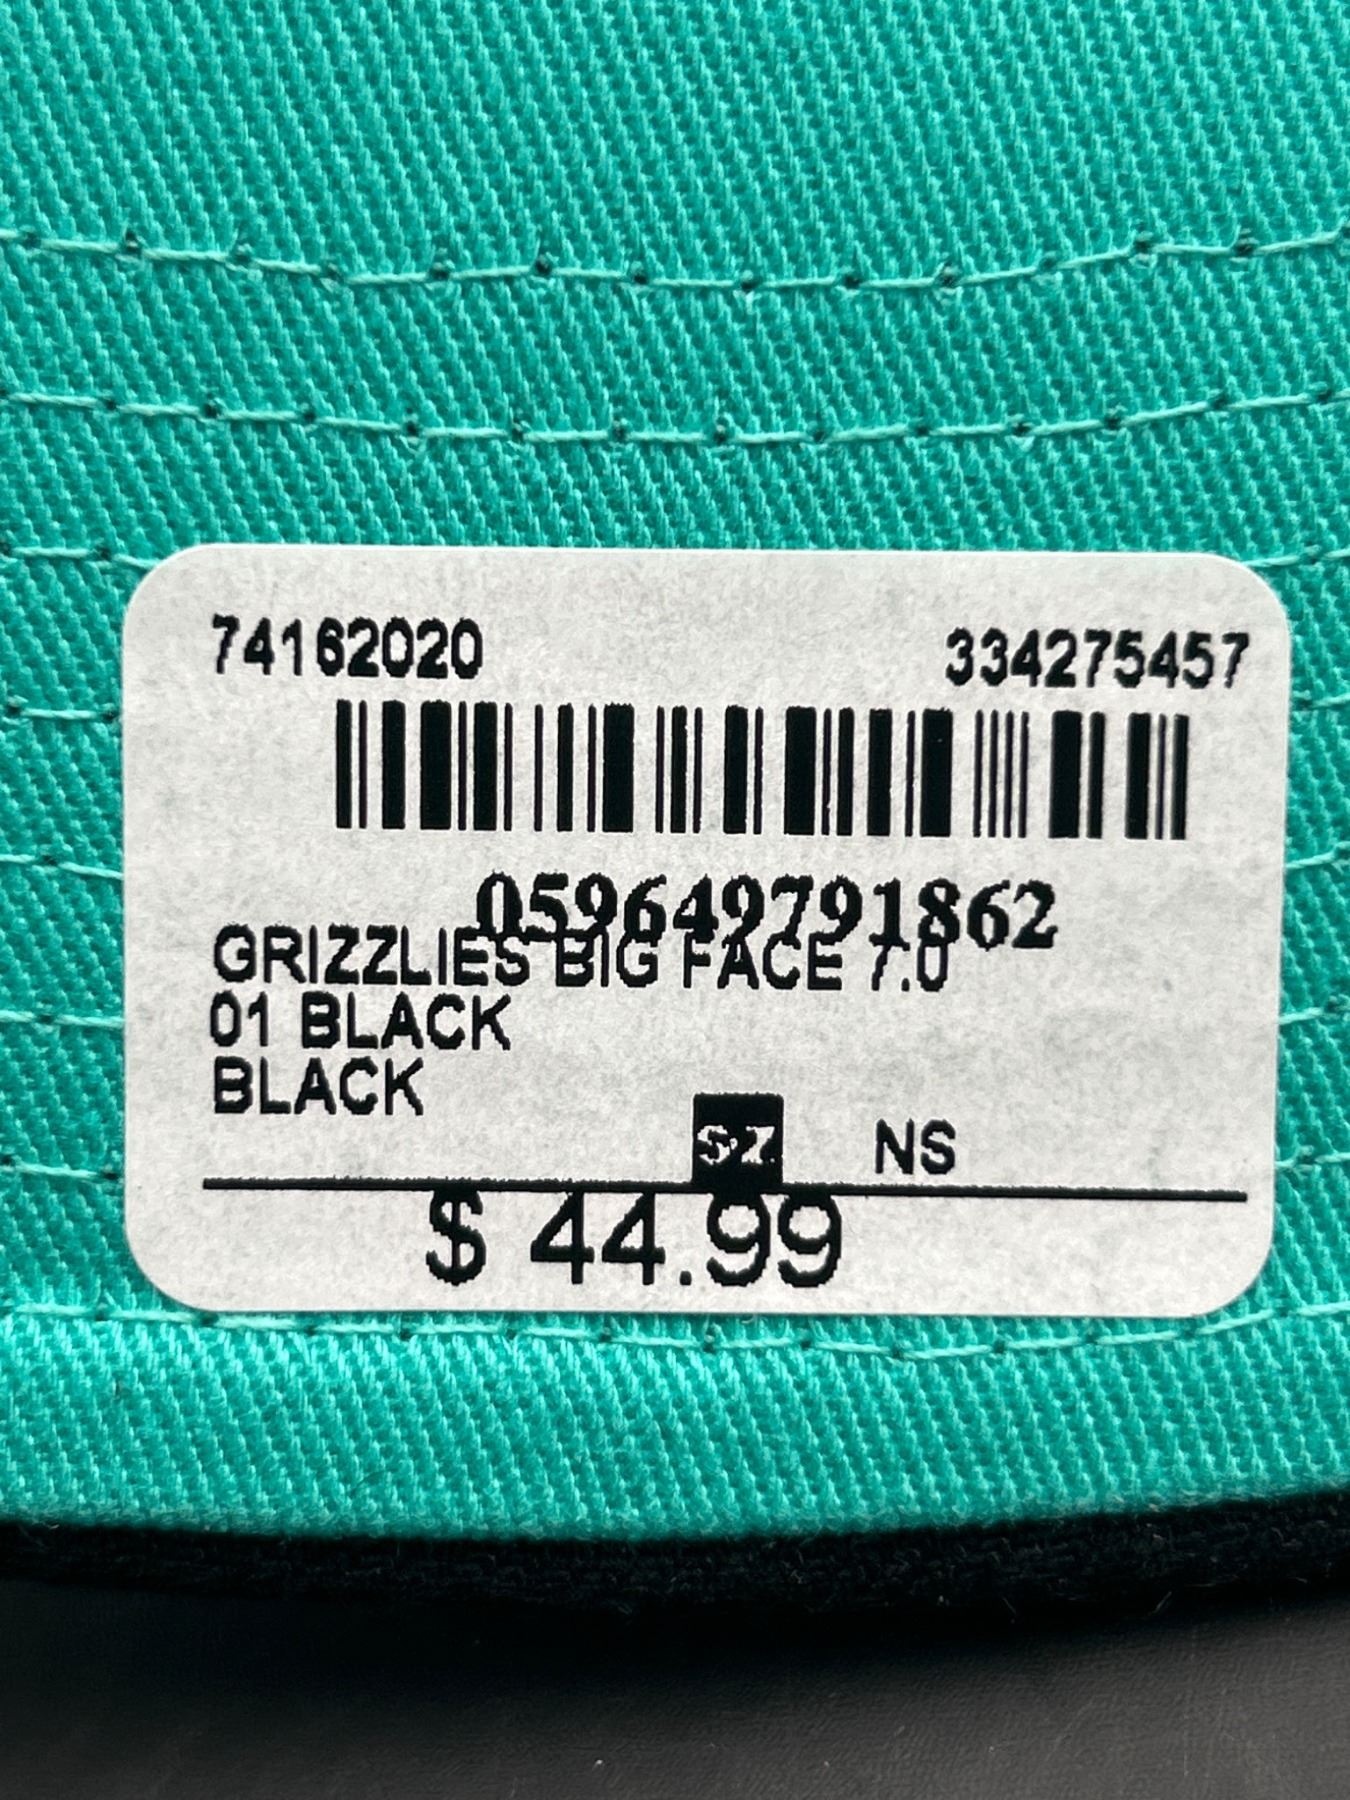 74162020 334275457
059649791862
GRIZZLIES BIG FACE 7.0
01 BLACK
BLACK
SZ NS
$ 44.99